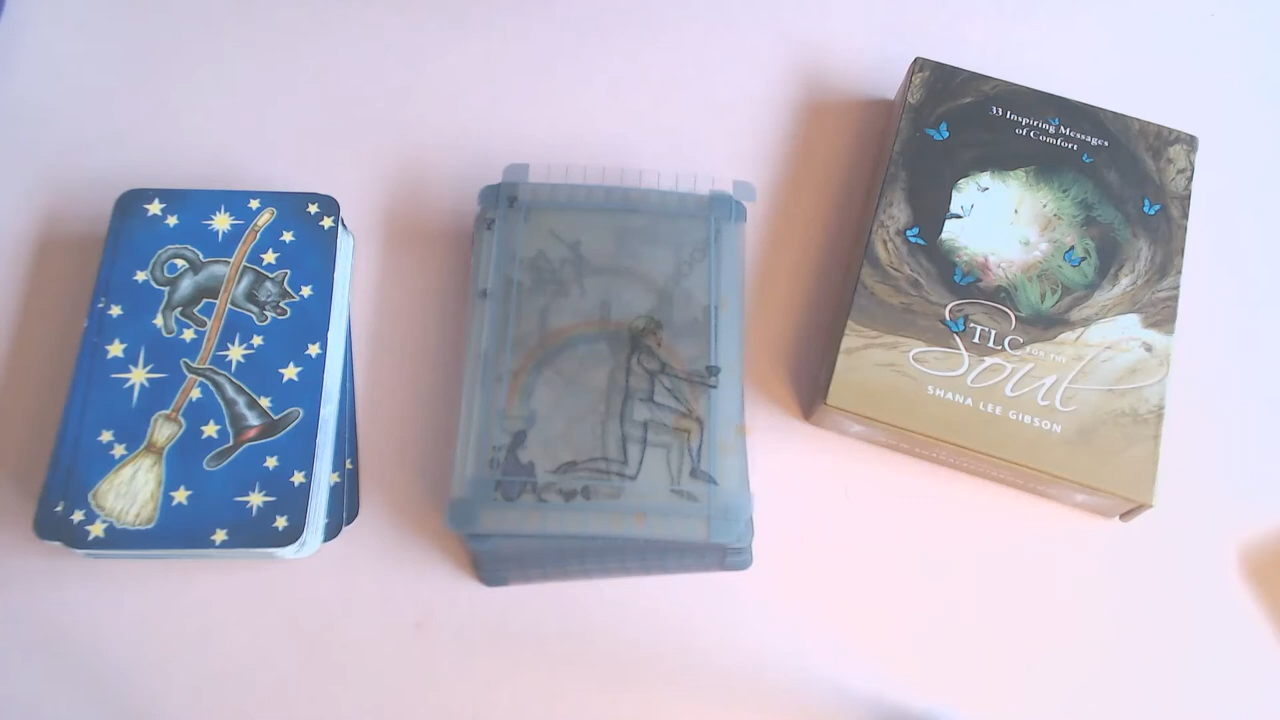 33 Inspiring Messages
of Comfort
TLC FOR THE
Soul
SHANA LEE GIBSON